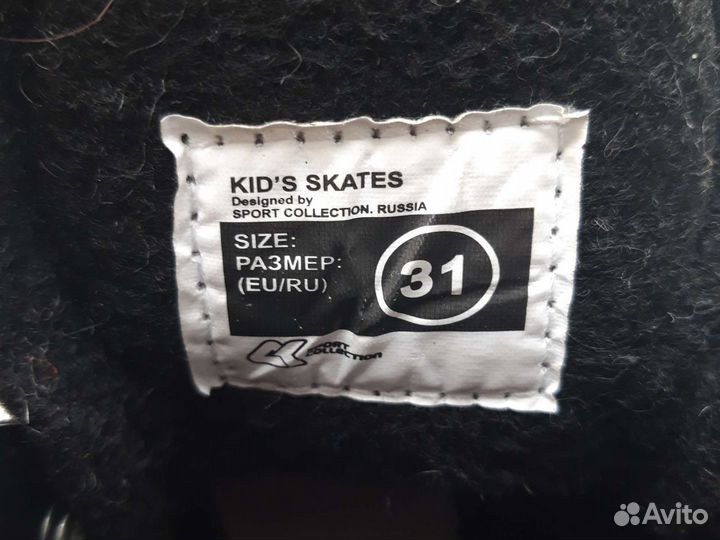 KID'S SKATES
Designed by
SPORT COLLECTION. RUSSIA
SIZE:
РАЗМЕР:
(EU/RU)
31
SPORT
COLLECTION
Avito